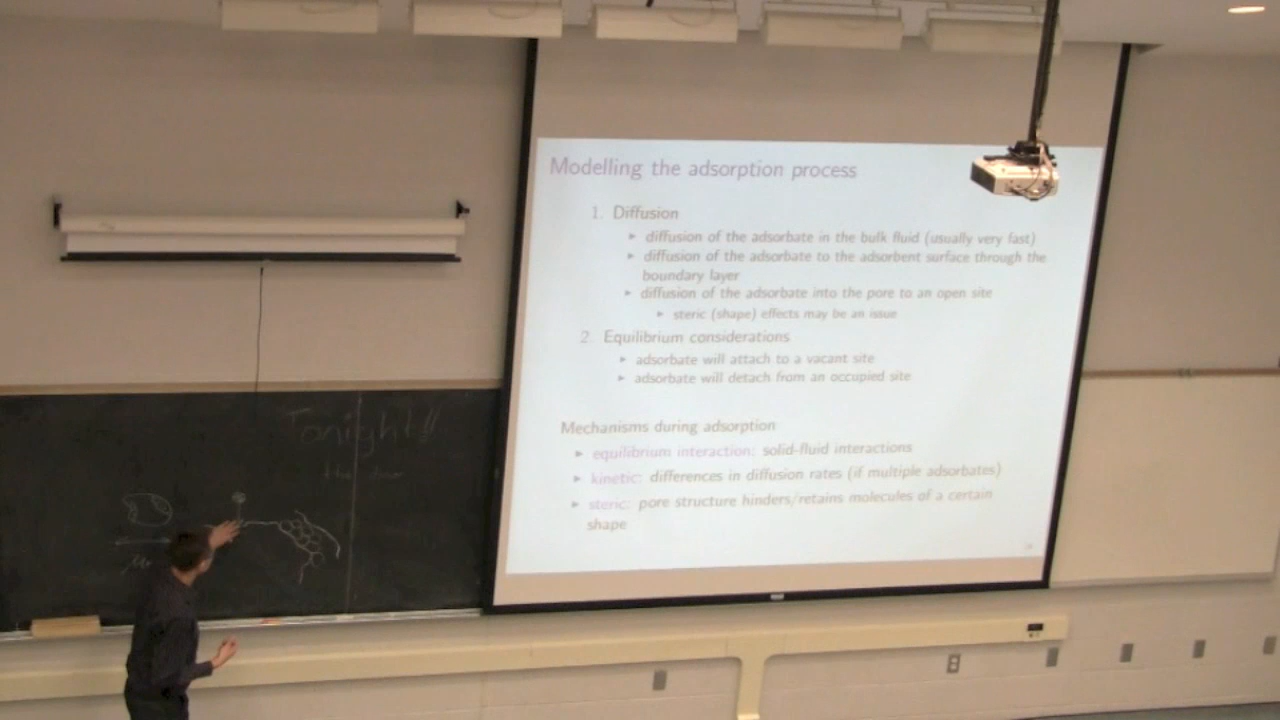 Modelling the adsorption process
1. Diffusion
▸ diffusion of the adsorbate in the bulk fluid (usually very fast)
▸ diffusion of the adsorbate to the adsorbent surface through the
boundary layer
▸ diffusion of the adsorbate into the pore to an open site
▸ steric (shape) effects may be an issue
2. Equilibrium considerations
▸ adsorbate will attach to a vacant site
▸ adsorbate will detach from an occupied site
Mechanisms during adsorption
▸ equilibrium interaction: solid-fluid interactions
▸ kinetic: differences in diffusion rates (if multiple adsorbates)
▸ steric: pore structure hinders/retains molecules of a certain
shape
Tonight!!